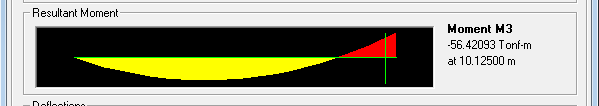 Resultant Moment
Moment M3
-56.42093 Tonf-m
at 10.12500 m
Deflections